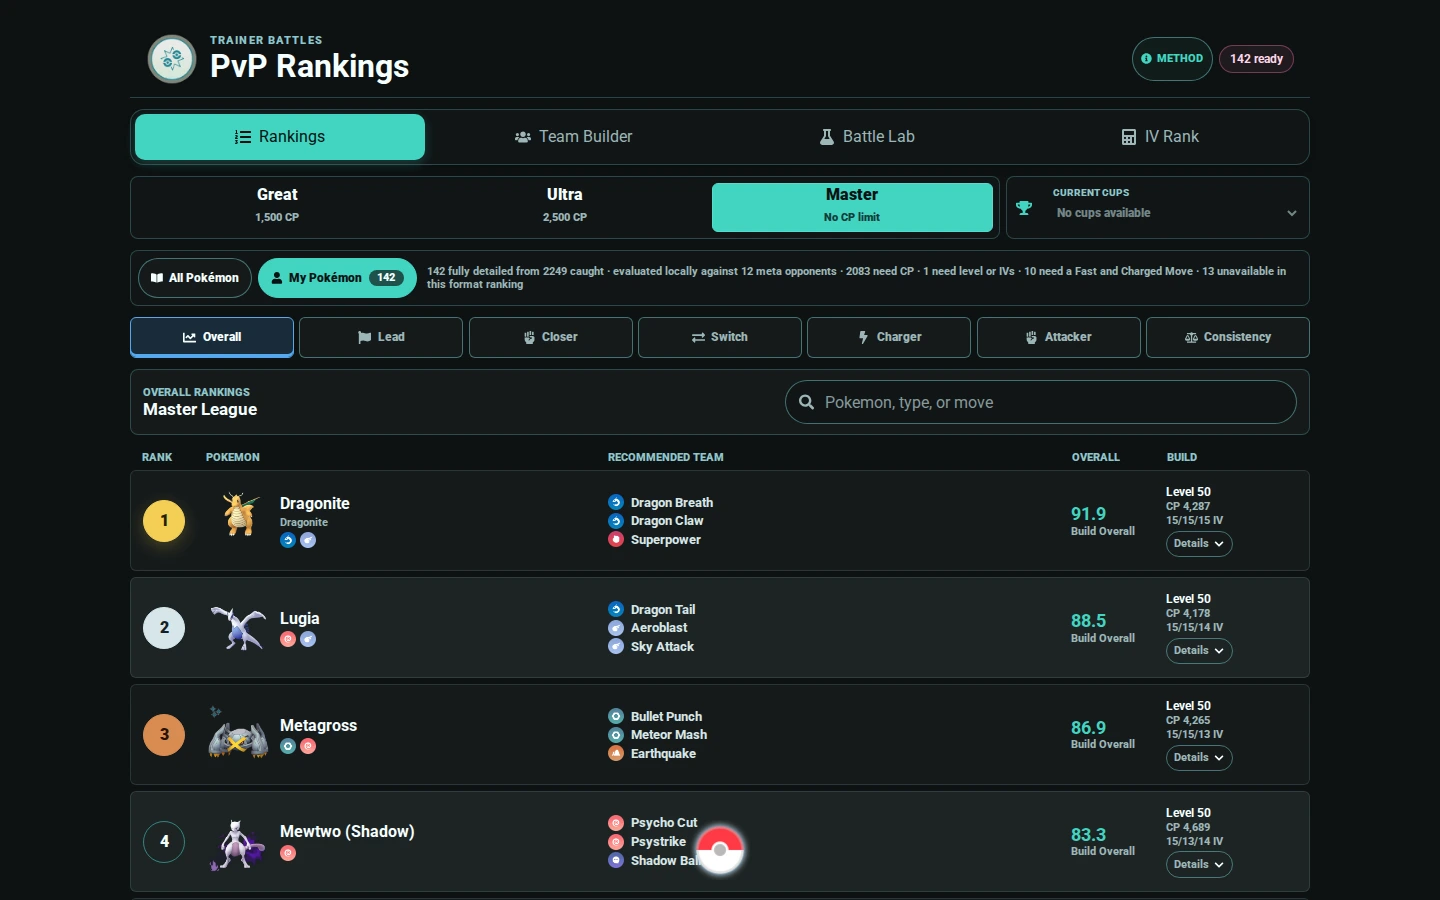 TRAINER BATTLES
PvP Rankings
METHOD
142 ready
Rankings
Team Builder
Battle Lab
IV Rank
Great
1,500 CP
Ultra
2,500 CP
Master
No CP limit
CURRENT CUPS
No cups available
All Pokémon
My Pokémon 142
142 fully detailed from 2249 caught · evaluated locally against 12 meta opponents · 2083 need CP · 1 need level or IVs · 10 need a Fast and Charged Move · 13 unavailable in
this format ranking
Overall
Lead
Closer
Switch
Charger
Attacker
Consistency
OVERALL RANKINGS
Master League
Pokemon, type, or move
RANK
POKEMON
RECOMMENDED TEAM
OVERALL
BUILD
1
Dragonite
Dragonite
Dragon Breath
Dragon Claw
Superpower
91.9
Build Overall
Level 50
CP 4,287
15/15/15 IV
Details
2
Lugia
Dragon Tail
Aeroblast
Sky Attack
88.5
Build Overall
Level 50
CP 4,178
15/15/14 IV
Details
3
Metagross
Bullet Punch
Meteor Mash
Earthquake
86.9
Build Overall
Level 50
CP 4,265
15/15/13 IV
Details
4
Mewtwo (Shadow)
Psycho Cut
Psystrike
Shadow
83.3
Build Overall
Level 50
CP 4,689
15/13/14 IV
Details